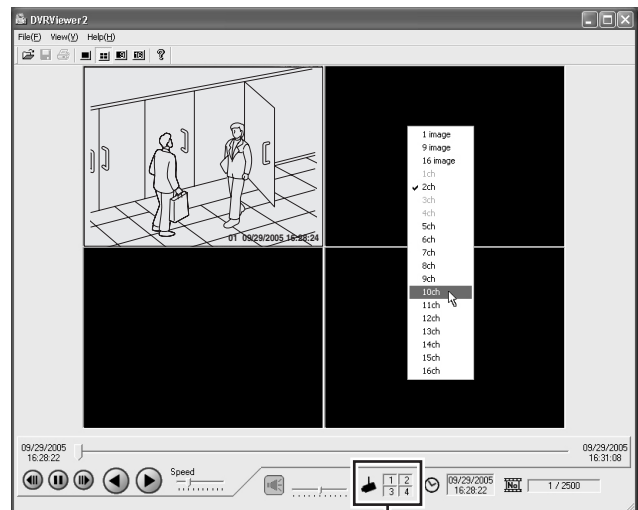 DVRViewer2
File(F) View(V) Help(H)
9 16 ?
01 09/29/2005 16:28:24
1 image
9 image
16 image
1ch
2ch
3ch
4ch
5ch
6ch
7ch
8ch
9ch
10ch
11ch
12ch
13ch
14ch
15ch
16ch
09/29/2005
16:28:22
09/29/2005
16:31:08
Speed
1 2
3 4
09/29/2005
16:28:22
No
1 / 2500